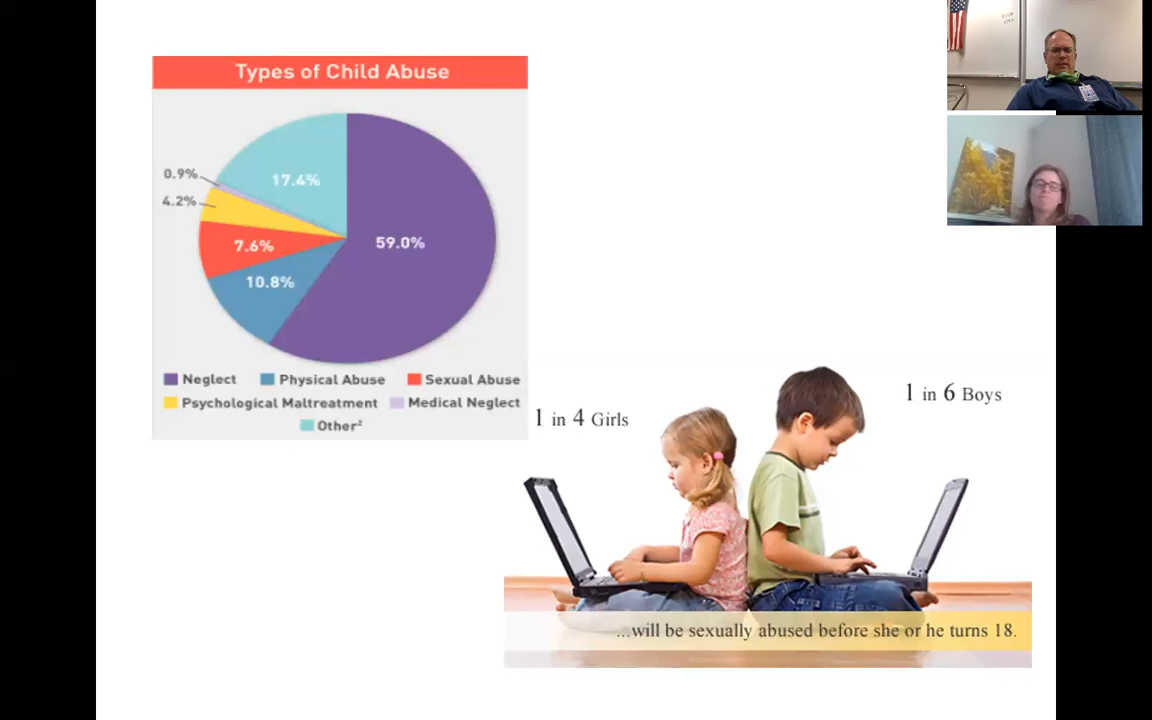 Types of Child Abuse
17.4%
0.9%
4.2%
59.0%
7.6%
10.8%
Neglect Physical Abuse Sexual Abuse
Psychological Maltreatment Medical Neglect
Other²
1 in 4 Girls
1 in 6 Boys
...will be sexually abused before she or he turns 18.